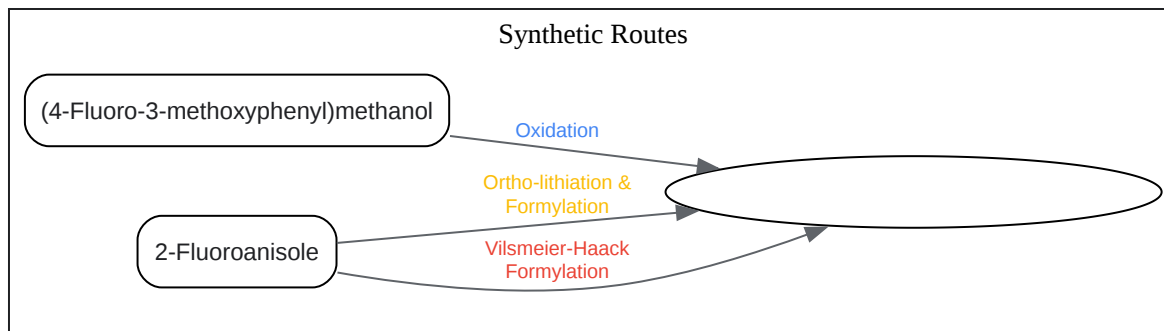 Synthetic Routes
(4-Fluoro-3-methoxyphenyl)methanol
Oxidation
Ortho-lithiation &
Formylation
2-Fluoroanisole
Vilsmeier-Haack
Formylation